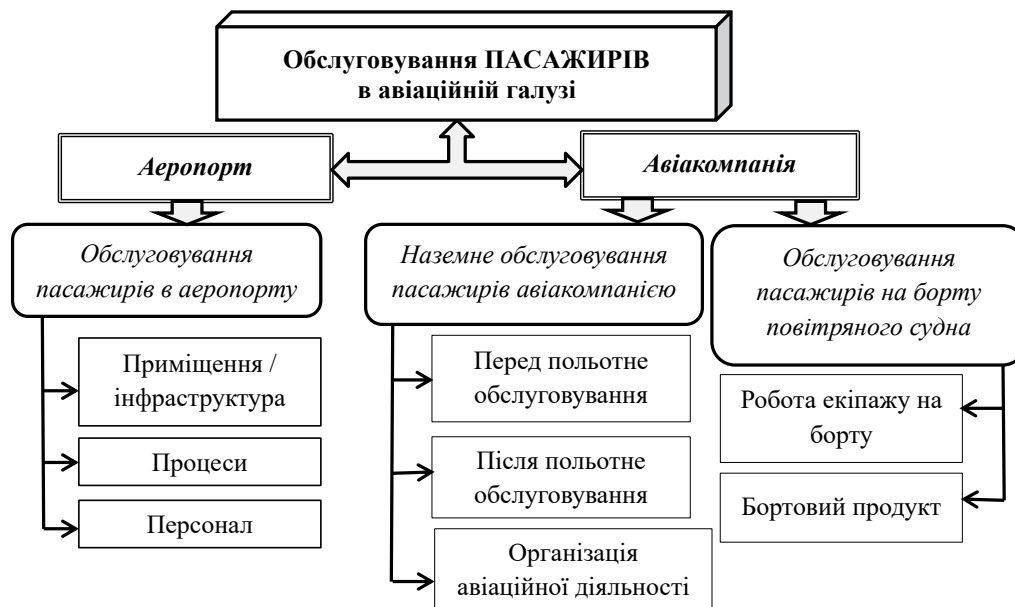 Обслуговування ПАСАЖИРІВ
в авіаційній галузі
Аеропорт
Авіакомпанія
Обслуговування
пасажирів в аеропорту
Приміщення /
інфраструктура
Процеси
Персонал
Наземне обслуговування
пасажирів авіакомпанією
Перед польотне
обслуговування
Після польотне
обслуговування
Організація
авіаційної діяльності
Обслуговування
пасажирів на борту
повітряного судна
Робота екіпажу на
борту
Бортовий продукт